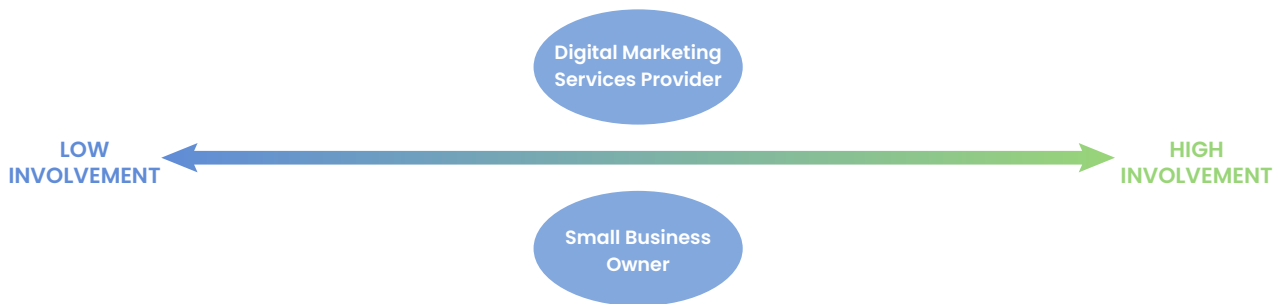 Digital Marketing
Services Provider
LOW
INVOLVEMENT
HIGH
INVOLVEMENT
Small Business
Owner